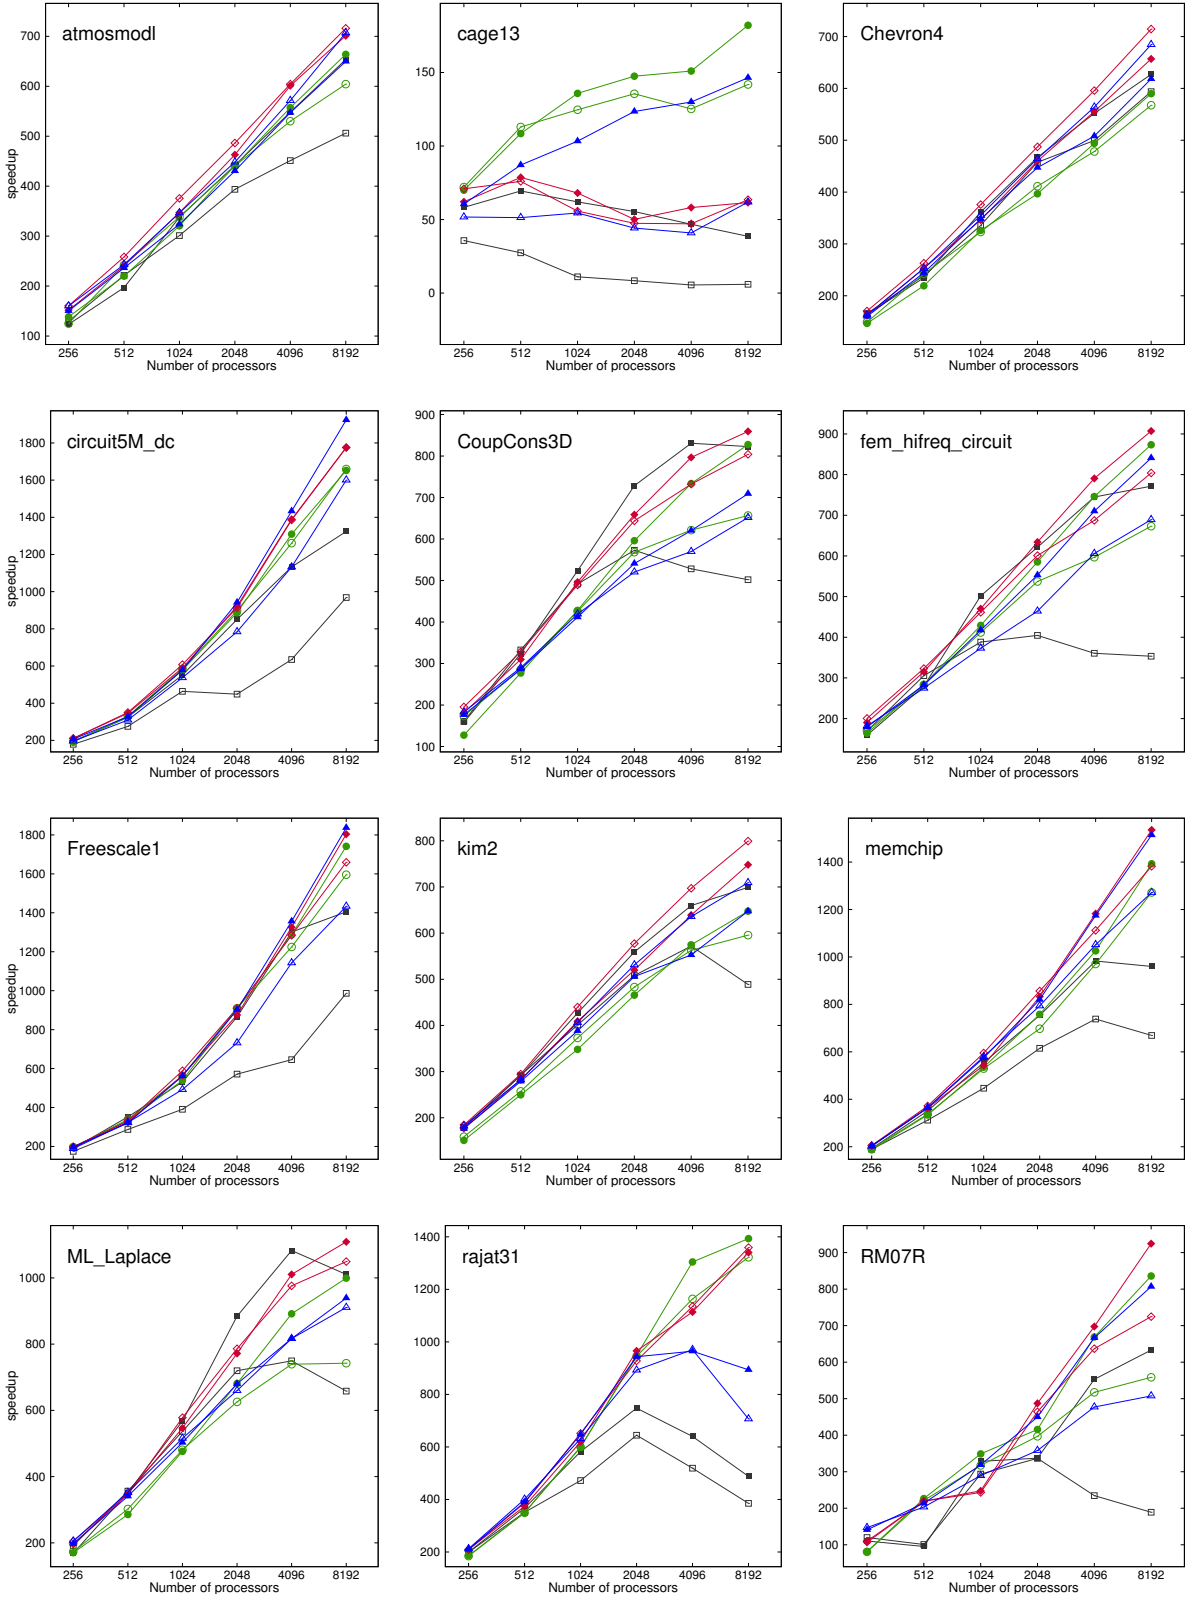 atmosmodl
speedup
700
600
500
400
300
200
100
256 512 1024 2048 4096 8192
Number of processors
cage13
150
100
50
0
256 512 1024 2048 4096 8192
Number of processors
Chevron4
700
600
500
400
300
200
256 512 1024 2048 4096 8192
Number of processors
circuit5M_dc
speedup
1800
1600
1400
1200
1000
800
600
400
200
256 512 1024 2048 4096 8192
Number of processors
CoupCons3D
900
800
700
600
500
400
300
200
100
256 512 1024 2048 4096 8192
Number of processors
fem_hifreq_circuit
900
800
700
600
500
400
300
200
256 512 1024 2048 4096 8192
Number of processors
Freescale1
speedup
1800
1600
1400
1200
1000
800
600
400
200
256 512 1024 2048 4096 8192
Number of processors
kim2
800
700
600
500
400
300
200
256 512 1024 2048 4096 8192
Number of processors
memchip
1400
1200
1000
800
600
400
200
256 512 1024 2048 4096 8192
Number of processors
ML_Laplace
speedup
1000
800
600
400
200
256 512 1024 2048 4096 8192
Number of processors
rajat31
1400
1200
1000
800
600
400
200
256 512 1024 2048 4096 8192
Number of processors
RM07R
900
800
700
600
500
400
300
200
100
256 512 1024 2048 4096 8192
Number of processors